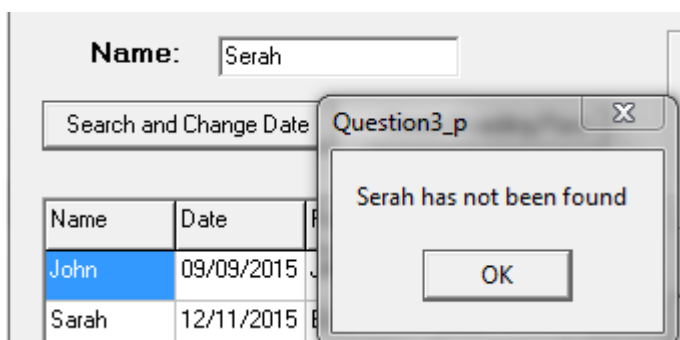 Name: Serah
Search and Change Date
Question3_p
Serah has not been found
OK
Name Date
John 09/09/2015
Sarah 12/11/2015